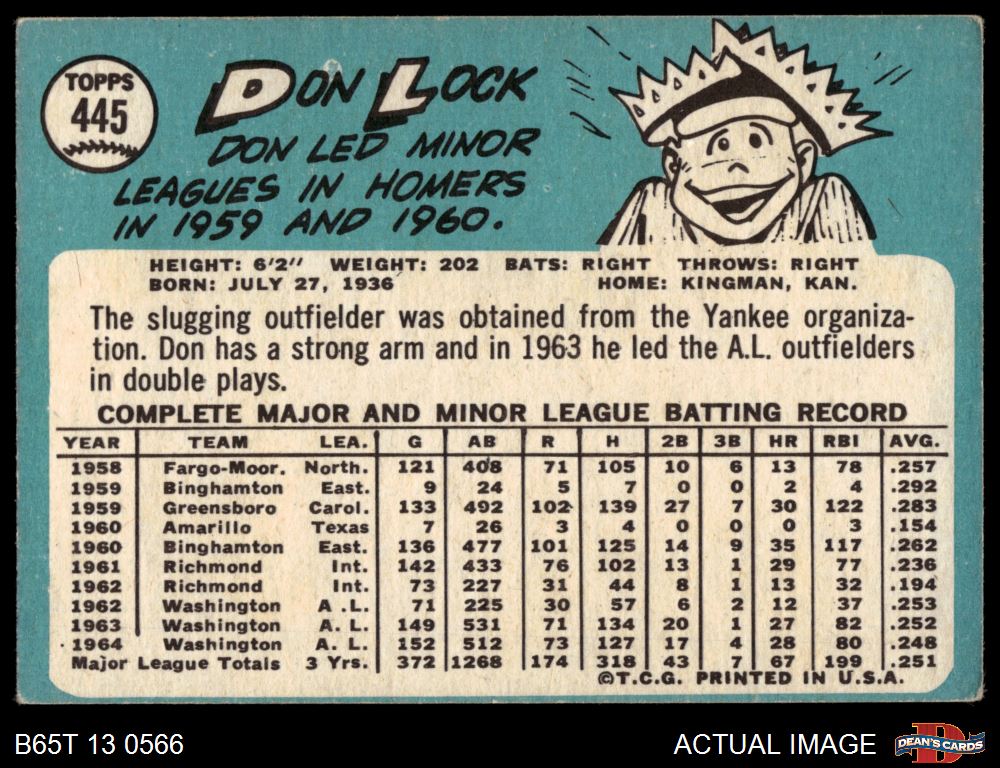 TOPPS
445
DON LOCK
DON LED MINOR
LEAGUES IN HOMERS
IN 1959 AND 1960.
HEIGHT: 6'2" WEIGHT: 202 BATS: RIGHT THROWS: RIGHT
BORN: JULY 27, 1936 HOME: KINGMAN, KAN.
The slugging outfielder was obtained from the Yankee organiza-
tion. Don has a strong arm and in 1963 he led the A.L. outfielders
in double plays.
COMPLETE MAJOR AND MINOR LEAGUE BATTING RECORD
YEAR TEAM LEA. G AB R H 2B 3B HR RBI AVG.
1958 Fargo-Moor. North. 121 408 71 105 10 6 13 78 .257
1959 Binghamton East. 9 24 5 7 0 0 2 4 .292
1959 Greensboro Carol. 133 492 102 139 27 7 30 122 .283
1960 Amarillo Texas 7 26 3 4 0 0 0 3 .154
1960 Binghamton East. 136 477 101 125 14 9 35 117 .262
1961 Richmond Int. 142 433 76 102 13 1 29 77 .236
1962 Richmond Int. 73 227 31 44 8 1 13 32 .194
1962 Washington A .L. 71 225 30 57 6 2 12 37 .253
1963 Washington A. L. 149 531 71 134 20 1 27 82 .252
1964 Washington A. L. 152 512 73 127 17 4 28 80 .248
Major League Totals 3 Yrs. 372 1268 174 318 43 7 67 199 .251
©T.C.G. PRINTED IN U.S.A.
B65T 13 0566 ACTUAL IMAGE DEAN'S CARDS